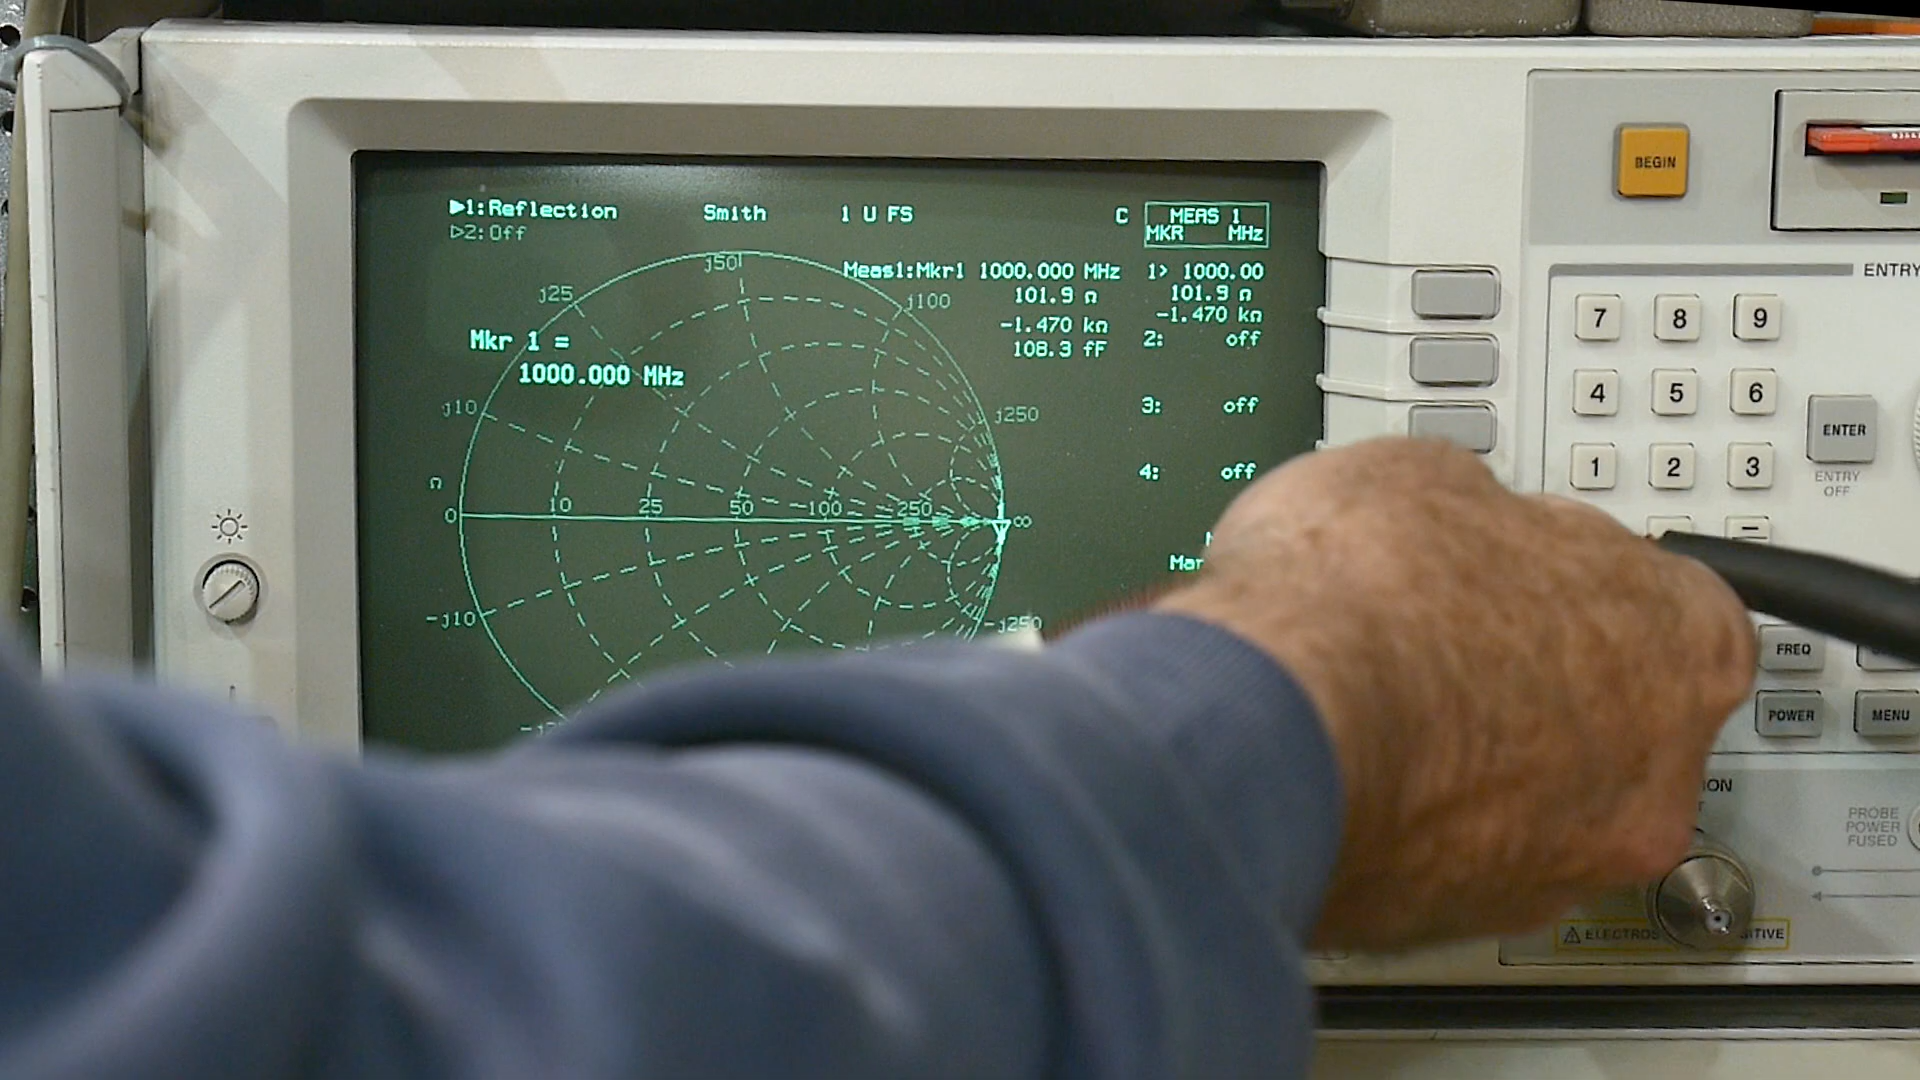 ▶1:Reflection Smith 1 U FS C MEAS 1
▷2:Off MKR MHz
j50 Meas1:Mkr1 1000.000 MHz 1> 1000.00
j25 j100 101.9 Ω 101.9 Ω
-1.470 kΩ -1.470 kΩ
108.3 fF 2: off
Mkr 1 =
1000.000 MHz
j10 j250 3: off
4: off
Ω
0 10 25 50 100 250 ∞
-j10 -j250
BEGIN
ENTRY
7 8 9
4 5 6
ENTER
1 2 3
ENTRY
OFF
FREQ
POWER MENU
PROBE
POWER
FUSED